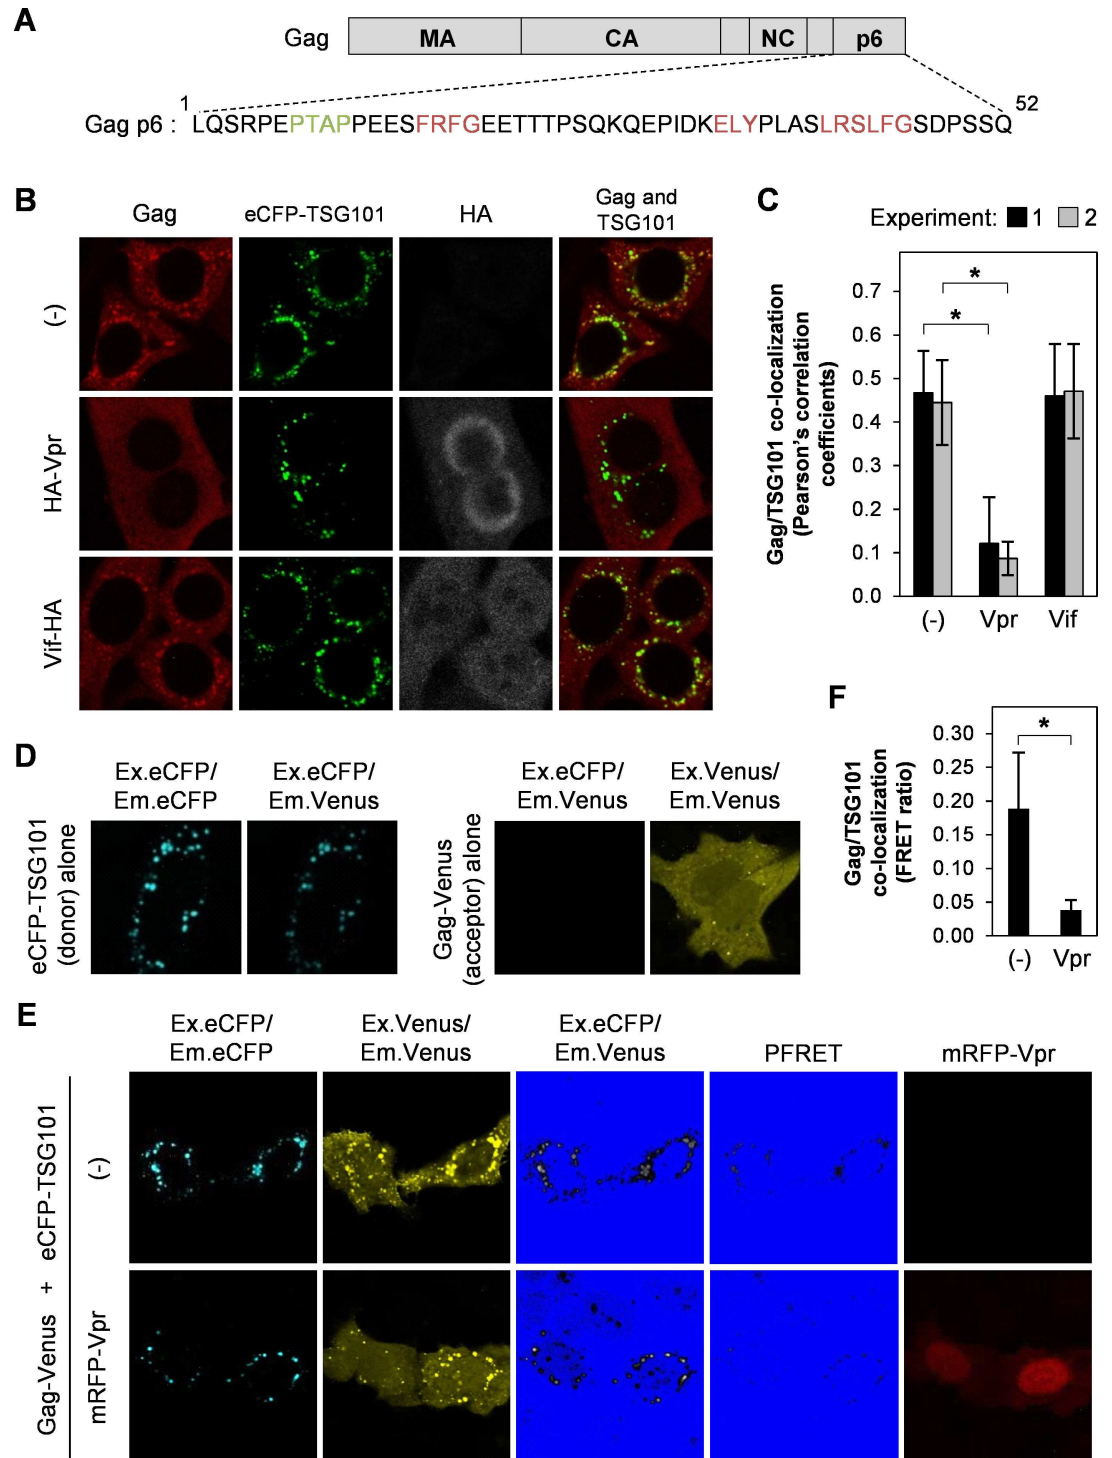 A
Gag
MA
CA
NC
p6
1
52
Gag p6 : LQSRPEPTAPPEESFRFGEETTTPSQKQEPIDKELYPLASLRSLFGSDPSSQ
B
Gag
eCFP-TSG101
HA
Gag and
TSG101
(-)
HA-Vpr
Vif-HA
C
Experiment: 1 2
Gag/TSG101 co-localization
(Pearson's correlation
coefficients)
0.7
0.6
0.5
0.4
0.3
0.2
0.1
0.0
*
*
(-)
Vpr
Vif
D
Ex.eCFP/
Em.eCFP
Ex.eCFP/
Em.Venus
eCFP-TSG101
(donor) alone
Ex.eCFP/
Em.Venus
Ex.Venus/
Em.Venus
Gag-Venus
(acceptor) alone
F
Gag/TSG101
co-localization
(FRET ratio)
0.30
0.25
0.20
0.15
0.10
0.05
0.00
*
(-)
Vpr
E
Ex.eCFP/
Em.eCFP
Ex.Venus/
Em.Venus
Ex.eCFP/
Em.Venus
PFRET
mRFP-Vpr
Gag-Venus + eCFP-TSG101
(-)
mRFP-Vpr